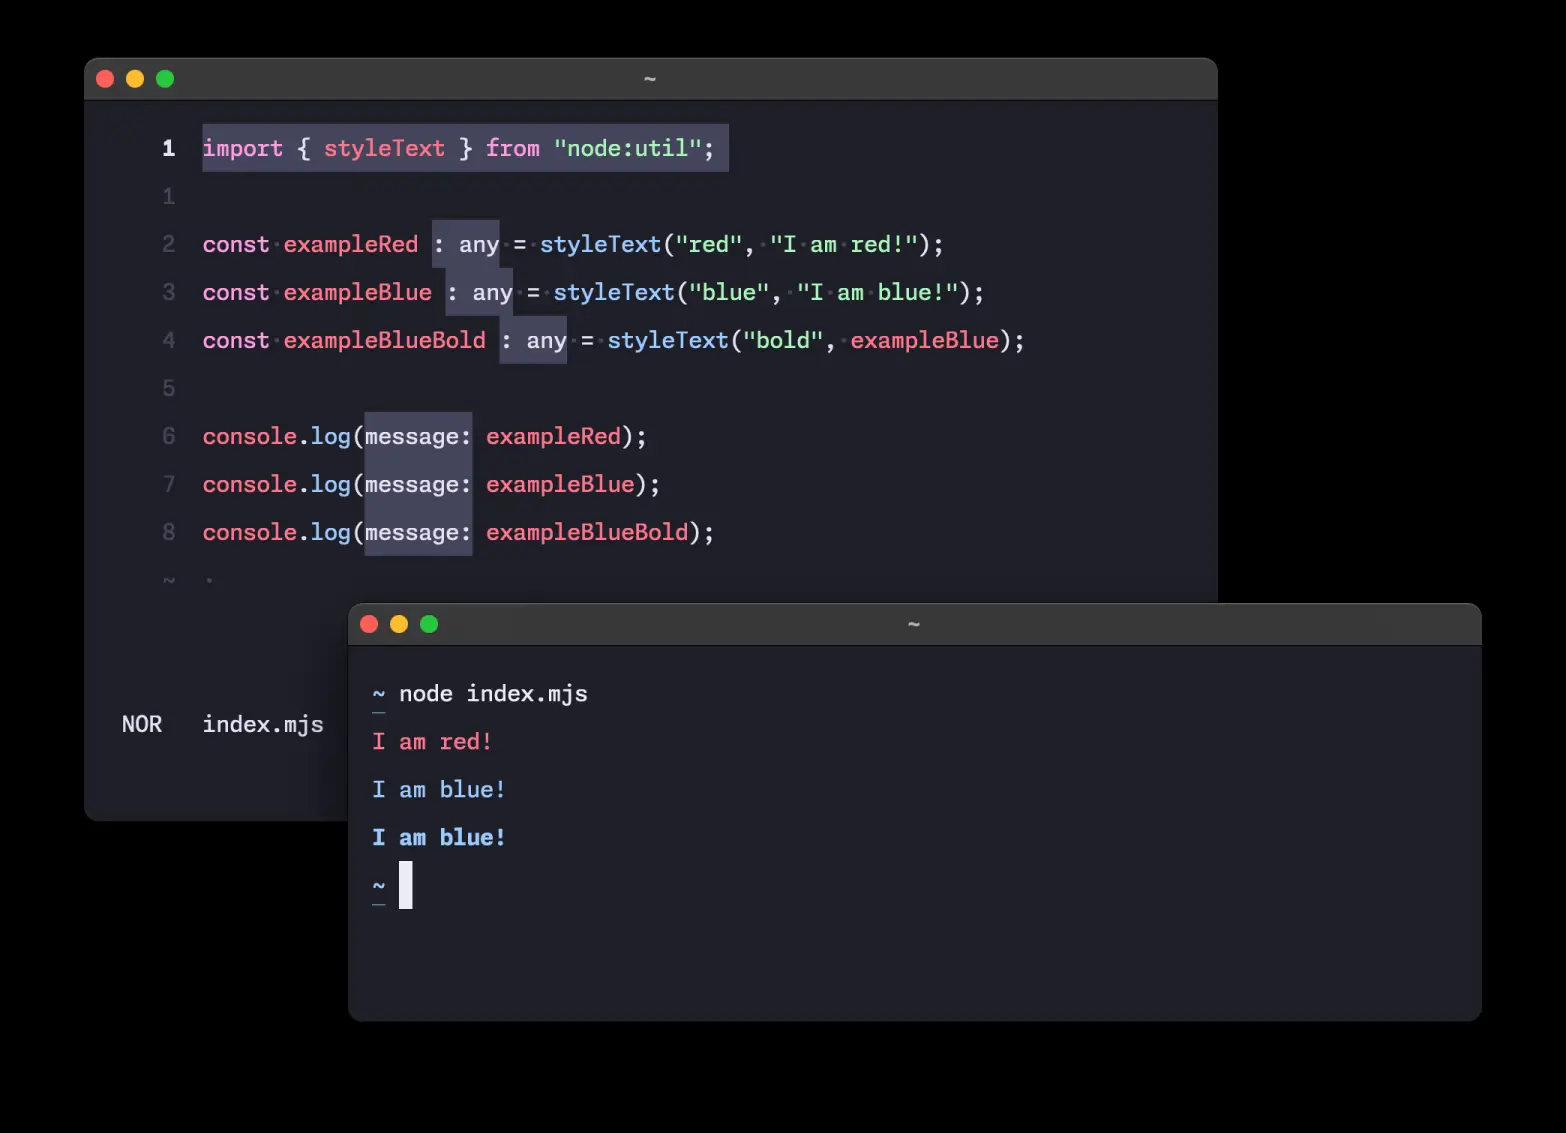 ~
1 import { styleText } from "node:util";
1
2 const·exampleRed : any·=·styleText("red",·"I·am·red!");
3 const·exampleBlue : any·=·styleText("blue",·"I·am·blue!");
4 const·exampleBlueBold : any·=·styleText("bold",·exampleBlue);
5
6 console.log(message: exampleRed);
7 console.log(message: exampleBlue);
8 console.log(message: exampleBlueBold);
~ ·
NOR index.mjs
~
~ node index.mjs
I am red!
I am blue!
I am blue!
~